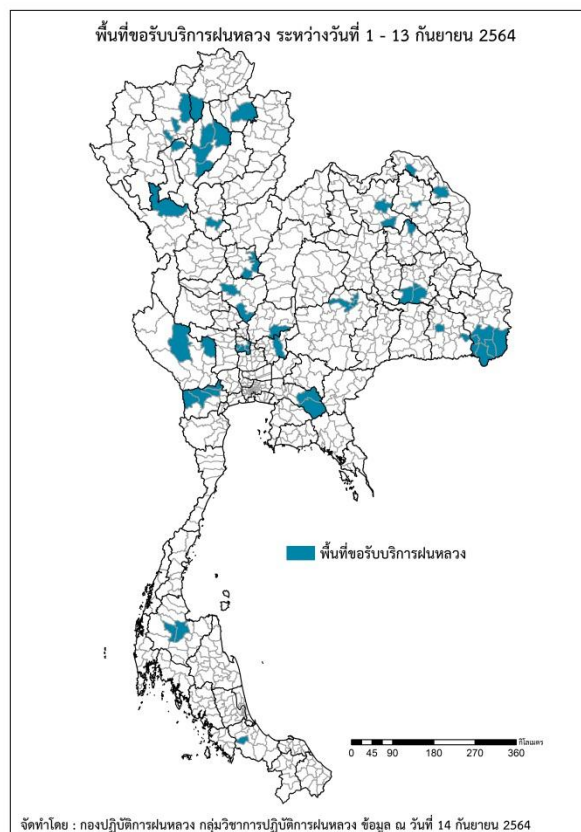 พื้นที่ขอรับบริการฝนหลวง ระหว่างวันที่ 1 - 13 กันยายน 2564
พื้นที่ขอรับบริการฝนหลวง
กิโลเมตร
0 45 90 180 270 360
จัดทำโดย : กองปฏิบัติการฝนหลวง กลุ่มวิชาการปฏิบัติการฝนหลวง ข้อมูล ณ วันที่ 14 กันยายน 2564